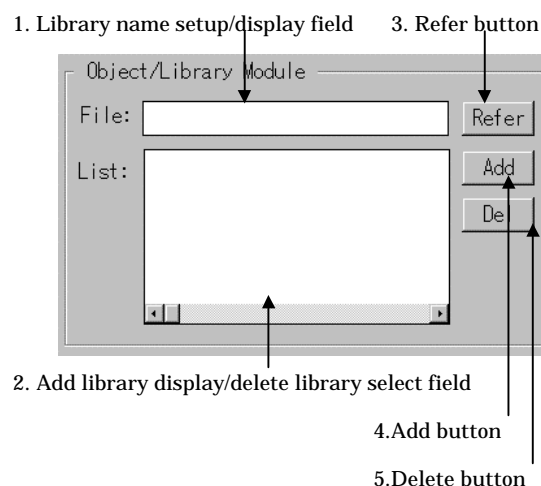 1. Library name setup/display field 3. Refer button
Object/Library Module
File: Refer
List: Add
Del
2. Add library display/delete library select field
4.Add button
5.Delete button